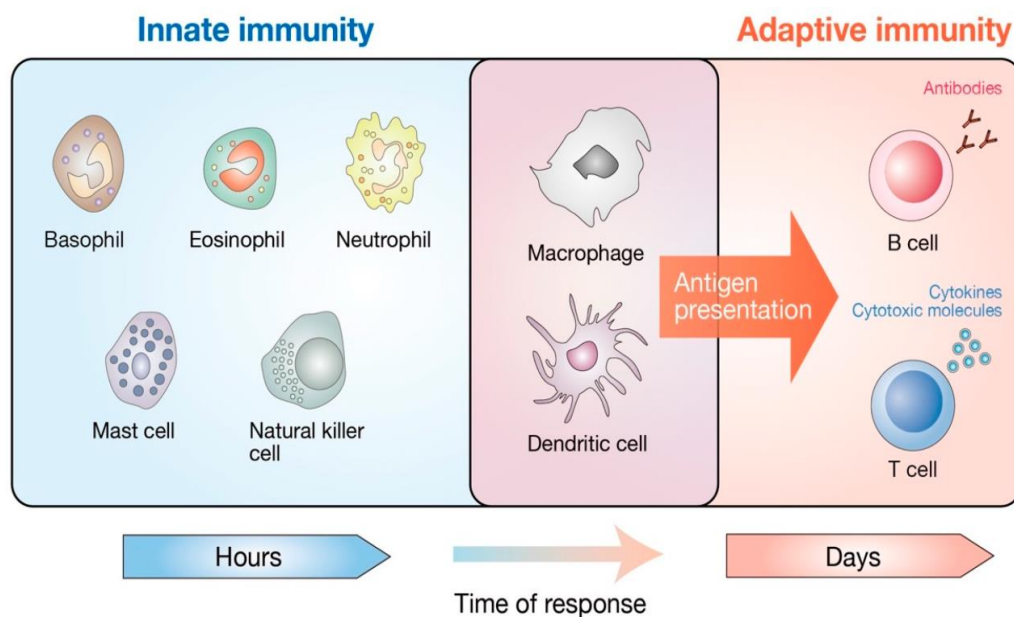 Innate immunity
Adaptive immunity
Basophil
Eosinophil
Neutrophil
Mast cell
Natural killer
cell
Macrophage
Dendritic cell
Antigen
presentation
Antibodies
B cell
Cytokines
Cytotoxic molecules
T cell
Hours
Time of response
Days